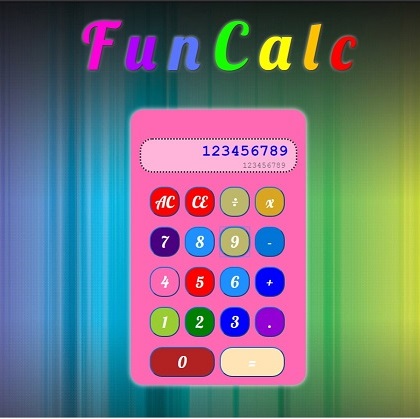 FunCalc
123456789
123456789
AC CE ÷ x
7 8 9 -
4 5 6 +
1 2 3 .
0 =